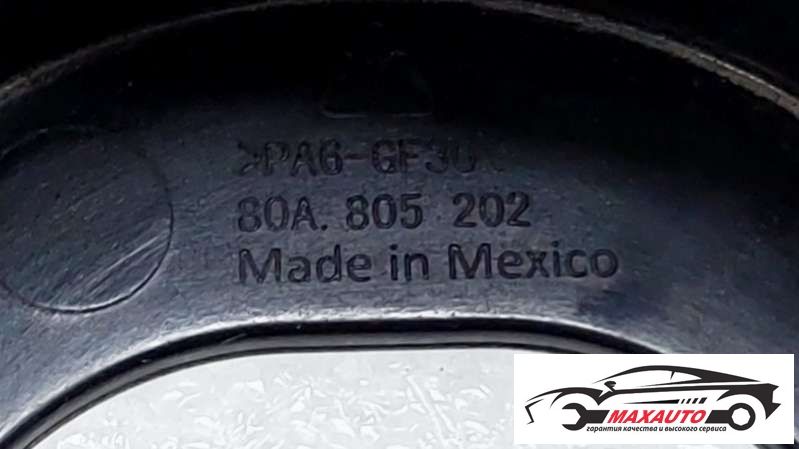 >PA6-GF30
80A. 805 202
Made in Mexico
MAXAUTO
гарантия качества и высокого сервиса